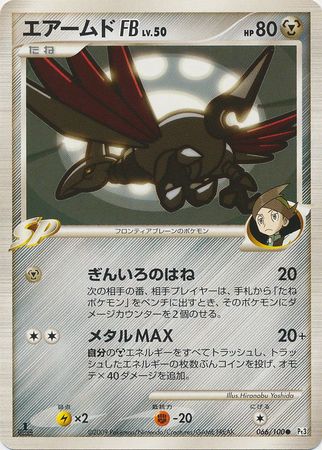 エアームド FB LV.50 HP 80
たね
フロンティアブレーンのポケモン
SP
ぎんいろのはね 20
次の相手の番、相手プレイヤーは、手札から「たね
ポケモン」をベンチに出すとき、そのポケモンにダ
メージカウンターを2個のせる。
メタルMAX 20+
自分のエネルギーをすべてトラッシュし、トラッシュ
したエネルギーの枚数ぶんコインを投げ、オモ
テ×40ダメージを追加。
Illus. Hironobu Yoshida
弱点 ×2 抵抗力 -20 にげる
©2009 Pokémon/Nintendo/Creatures/GAME FREAK.
066/100 Pt3